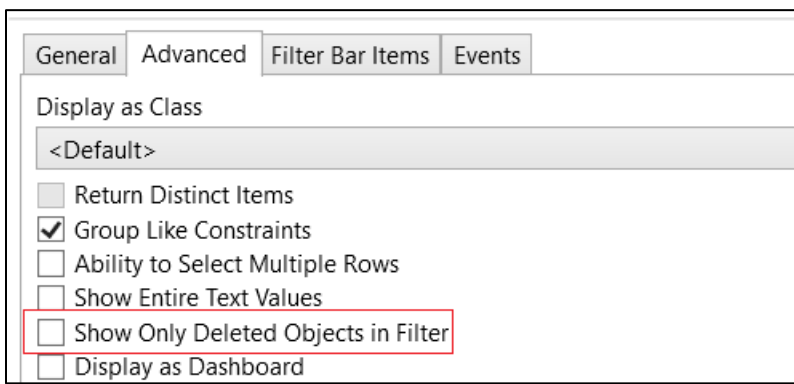 General Advanced Filter Bar Items Events
Display as Class
<Default>
Return Distinct Items
Group Like Constraints
Ability to Select Multiple Rows
Show Entire Text Values
Show Only Deleted Objects in Filter
Display as Dashboard